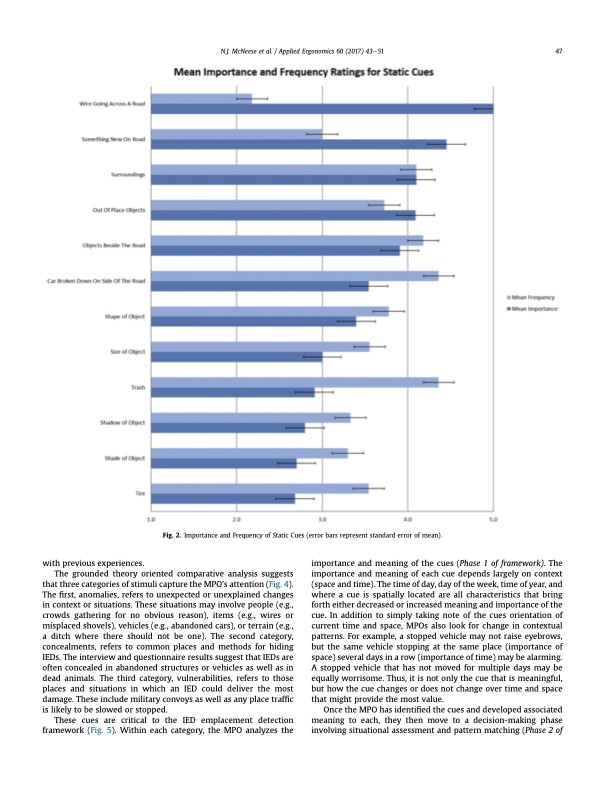 N.J. McNeese et al. / Applied Ergonomics 60 (2017) 43–51
47
Mean Importance and Frequency Ratings for Static Cues
Wire Going Across A Road
Something New On Road
Surroundings
Out Of Place Objects
Objects Beside The Road
Car Broken Down On Side Of The Road
Shape of Object
Size of Object
Trash
Shadow of Object
Shade of Object
Tire
Mean Frequency
Mean Importance
1.0 2.0 3.0 4.0 5.0
Fig. 2. Importance and Frequency of Static Cues (error bars represent standard error of mean).
with previous experiences.
The grounded theory oriented comparative analysis suggests
that three categories of stimuli capture the MPO's attention (Fig. 4).
The first, anomalies, refers to unexpected or unexplained changes
in context or situations. These situations may involve people (e.g.,
crowds gathering for no obvious reason), items (e.g., wires or
misplaced shovels), vehicles (e.g., abandoned cars), or terrain (e.g.,
a ditch where there should not be one). The second category,
concealments, refers to common places and methods for hiding
IEDs. The interview and questionnaire results suggest that IEDs are
often concealed in abandoned structures or vehicles as well as in
dead animals. The third category, vulnerabilities, refers to those
places and situations in which an IED could deliver the most
damage. These include military convoys as well as any place traffic
is likely to be slowed or stopped.
These cues are critical to the IED emplacement detection
framework (Fig. 5). Within each category, the MPO analyzes the
importance and meaning of the cues (Phase 1 of framework). The
importance and meaning of each cue depends largely on context
(space and time). The time of day, day of the week, time of year, and
where a cue is spatially located are all characteristics that bring
forth either decreased or increased meaning and importance of the
cue. In addition to simply taking note of the cues orientation of
current time and space, MPOs also look for change in contextual
patterns. For example, a stopped vehicle may not raise eyebrows,
but the same vehicle stopped at the same place (importance of
space) several days in a row (importance of time) may be alarming.
A stopped vehicle that has not moved for multiple days may be
equally worrisome. Thus, it is not only the cue that is meaningful,
but how the cue changes or does not change over time and space
that might provide the most value.
Once the MPO has identified the cues and developed associated
meaning to each, they then move to a decision-making phase
involving situational assessment and pattern matching (Phase 2 of